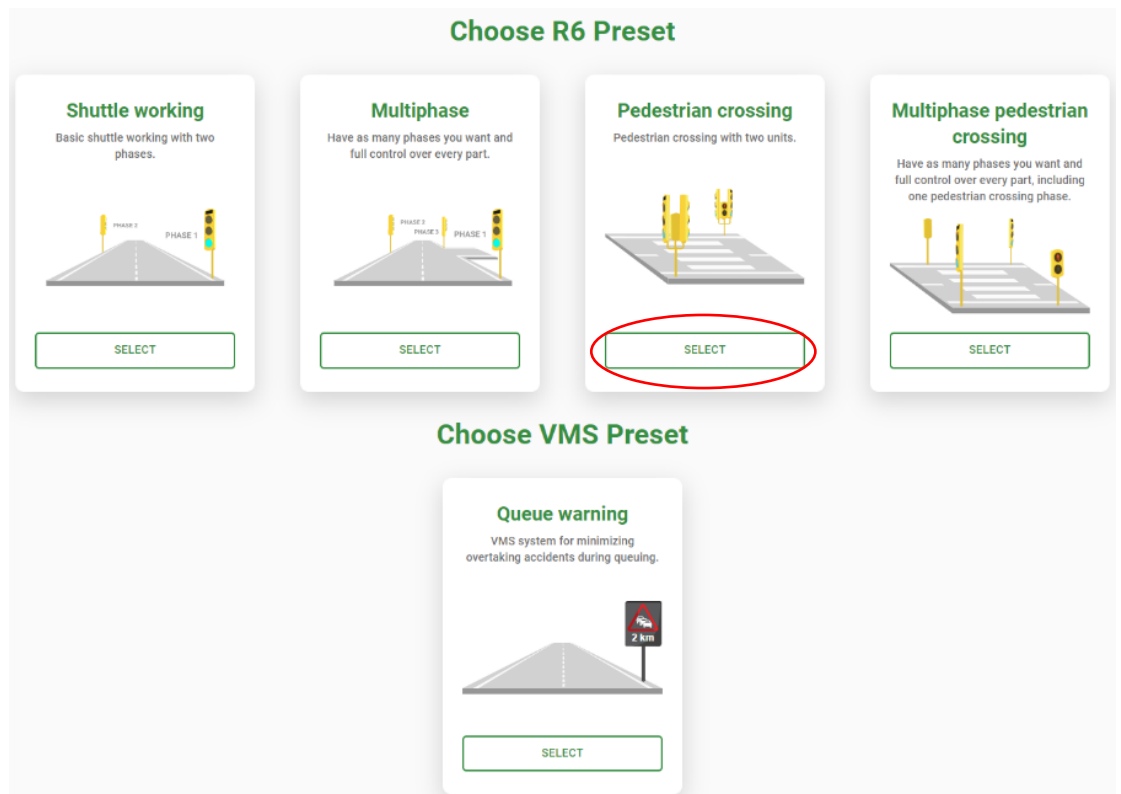 Choose R6 Preset
Shuttle working
Basic shuttle working with two
phases.
PHASE 2
PHASE 1
SELECT
Multiphase
Have as many phases you want and
full control over every part.
PHASE 2
PHASE 3
PHASE 1
SELECT
Pedestrian crossing
Pedestrian crossing with two units.
SELECT
Multiphase pedestrian
crossing
Have as many phases you want and
full control over every part, including
one pedestrian crossing phase.
SELECT
Choose VMS Preset
Queue warning
VMS system for minimizing
overtaking accidents during queuing.
2 km
SELECT